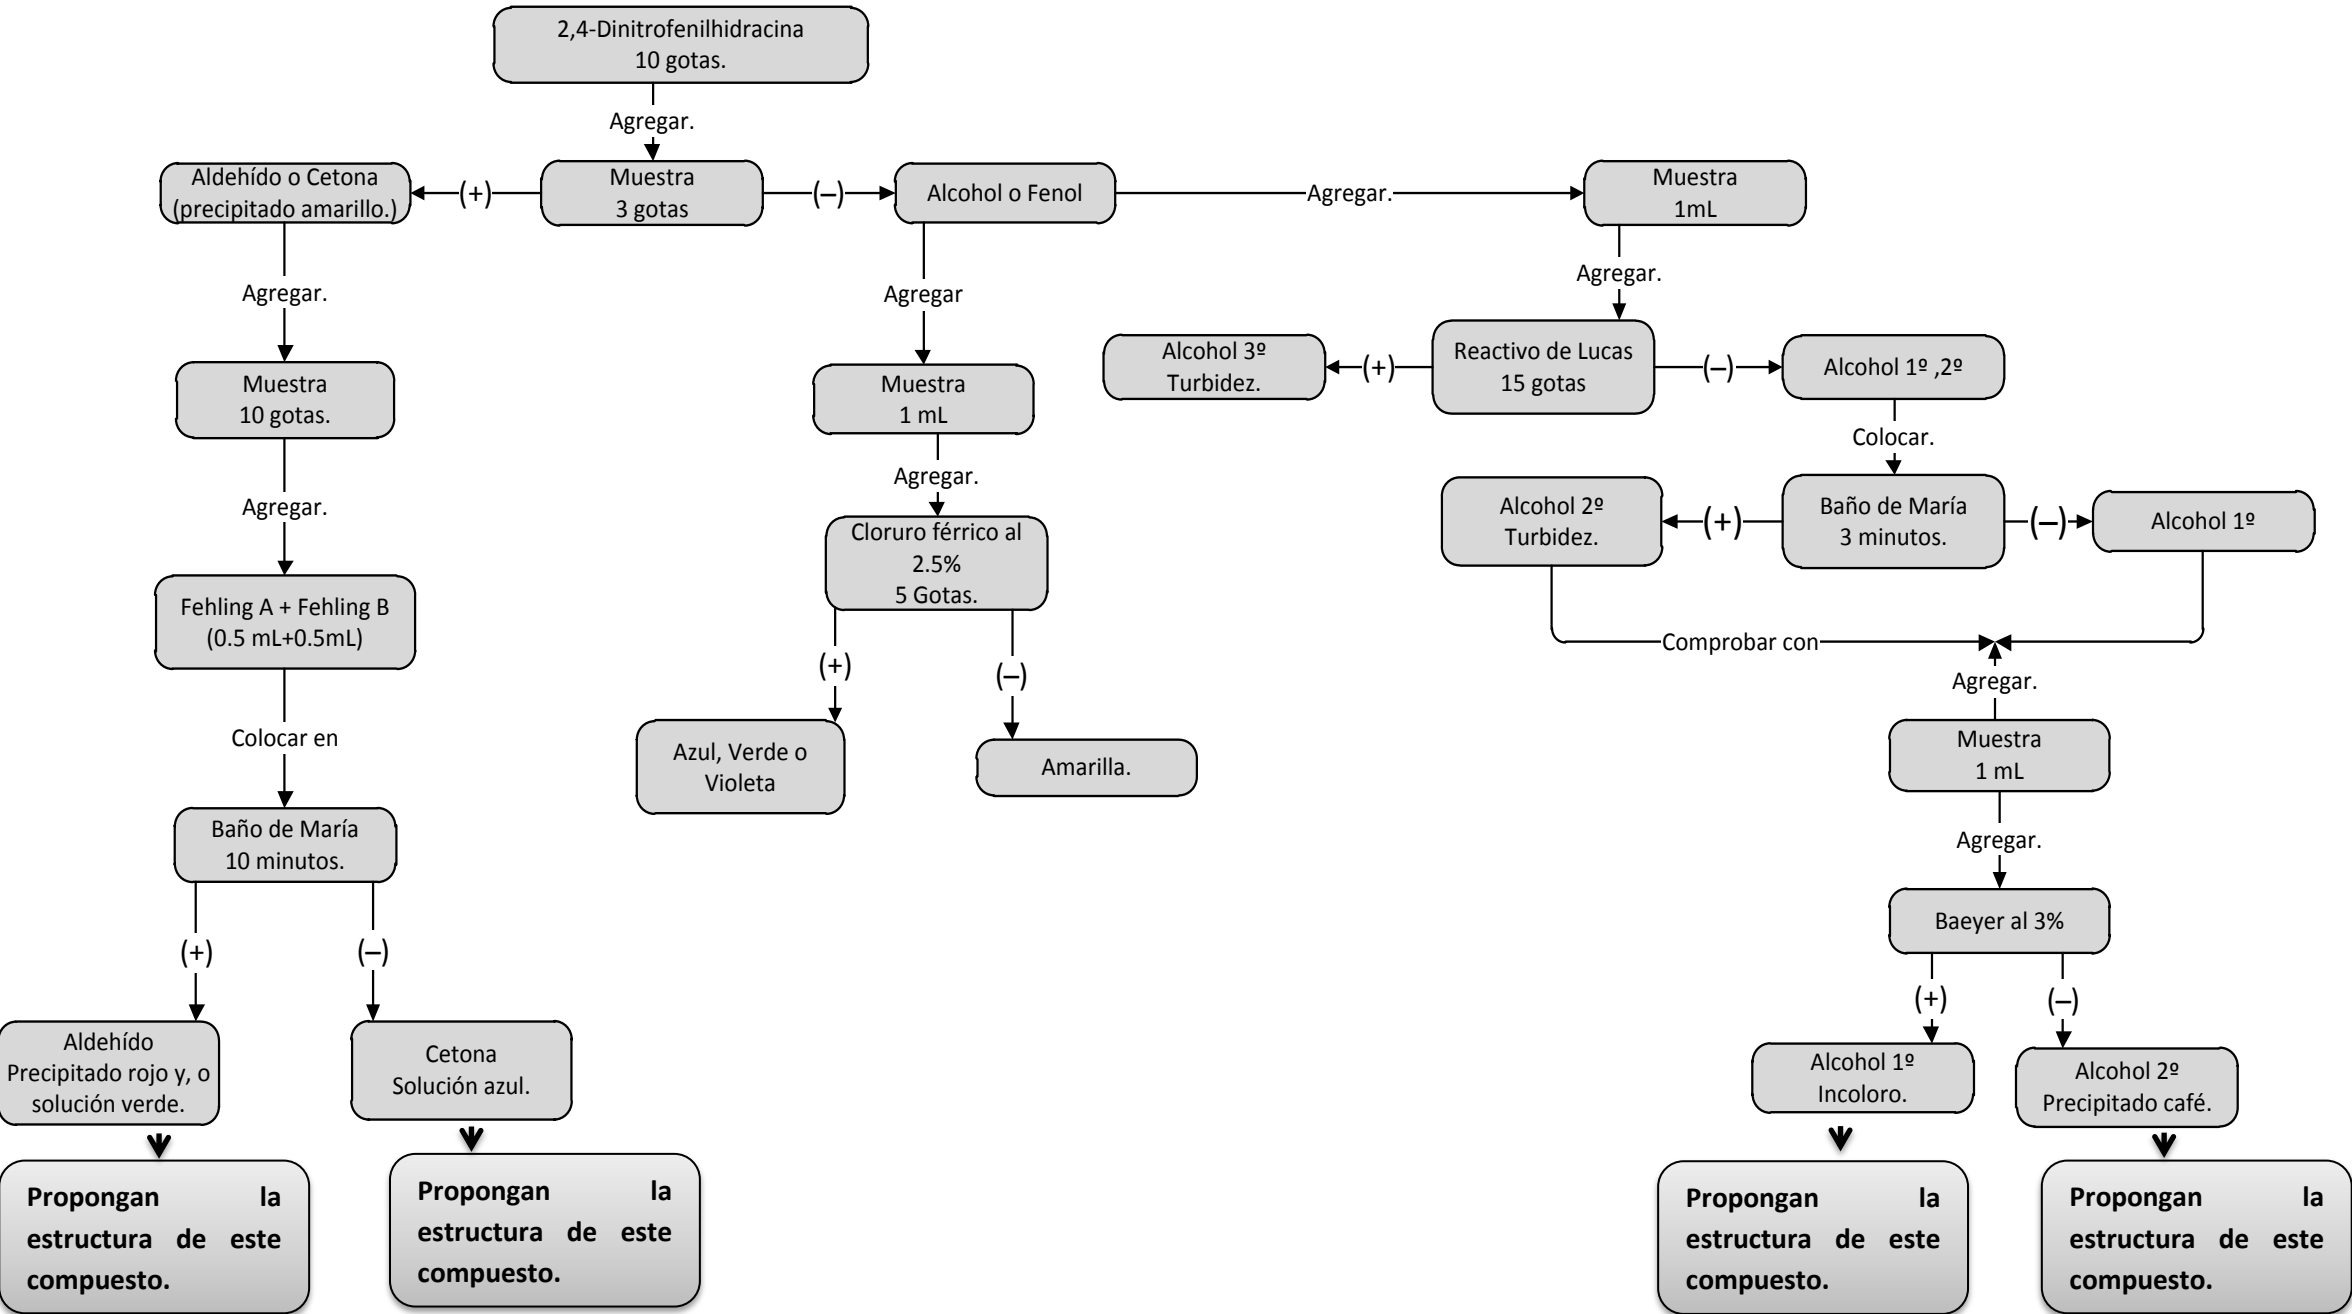 2,4-Dinitrofenilhidracina
10 gotas.
Agregar.
Aldehído o Cetona
(precipitado amarillo.)
(+)
Muestra
3 gotas
(–)
Alcohol o Fenol
Agregar.
Muestra
1mL
Agregar.
Muestra
10 gotas.
Agregar.
Fehling A + Fehling B
(0.5 mL+0.5mL)
Colocar en
Baño de María
10 minutos.
(+)
(–)
Aldehído
Precipitado rojo y, o
solución verde.
Cetona
Solución azul.
Propongan la
estructura de este
compuesto.
Propongan la
estructura de este
compuesto.
Agregar
Muestra
1 mL
Agregar.
Cloruro férrico al
2.5%
5 Gotas.
(+)
(–)
Azul, Verde o
Violeta
Amarilla.
Agregar.
Alcohol 3º
Turbidez.
(+)
Reactivo de Lucas
15 gotas
(–)
Alcohol 1º ,2º
Colocar.
Alcohol 2º
Turbidez.
(+)
Baño de María
3 minutos.
(–)
Alcohol 1º
Comprobar con
Agregar.
Muestra
1 mL
Agregar.
Baeyer al 3%
(+)
(–)
Alcohol 1º
Incoloro.
Alcohol 2º
Precipitado café.
Propongan la
estructura de este
compuesto.
Propongan la
estructura de este
compuesto.